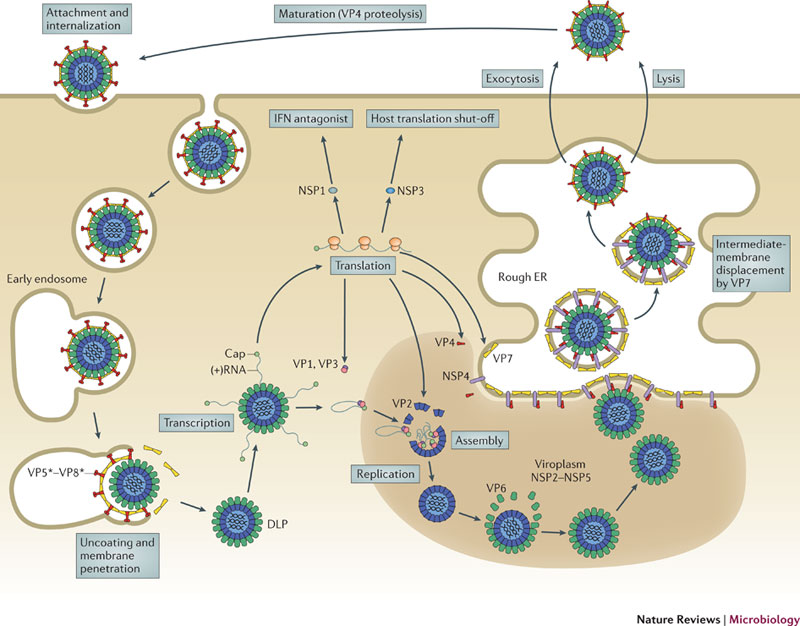 Attachment and
internalization
Maturation (VP4 proteolysis)
Exocytosis
Lysis
IFN antagonist
Host translation shut-off
NSP1
NSP3
Translation
Early endosome
Rough ER
Intermediate-
membrane
displacement
by VP7
Cap
(+)RNA
VP1, VP3
VP4
VP7
NSP4
Transcription
VP2
Assembly
Replication
VP5*–VP8*
DLP
VP6
Viroplasm
NSP2–NSP5
Uncoating and
membrane
penetration
Nature Reviews | Microbiology